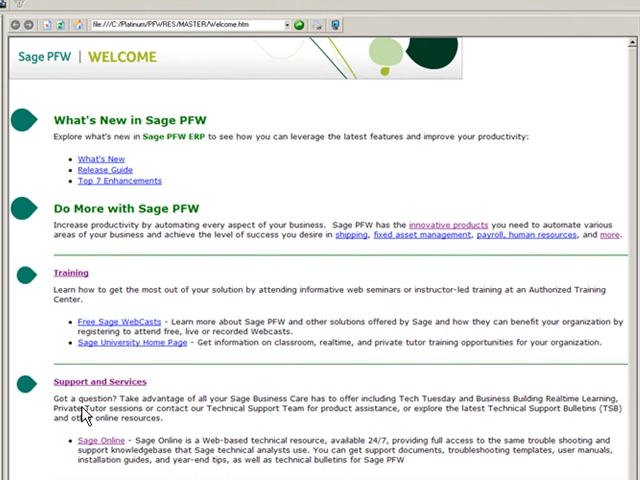 file:///C:/Platinum/PFWRES/MASTER/Welcome.htm
Sage PFW | WELCOME
What's New in Sage PFW
Explore what's new in Sage PFW ERP to see how you can leverage the latest features and improve your productivity:
• What's New
• Release Guide
• Top 7 Enhancements
Do More with Sage PFW
Increase productivity by automating every aspect of your business. Sage PFW has the innovative products you need to automate various
areas of your business and achieve the level of success you desire in shipping, fixed asset management, payroll, human resources, and more.
Training
Learn how to get the most out of your solution by attending informative web seminars or instructor-led training at an Authorized Training
Center.
• Free Sage WebCasts - Learn more about Sage PFW and other solutions offered by Sage and how they can benefit your organization by
registering to attend free, live or recorded Webcasts.
• Sage University Home Page - Get information on classroom, realtime, and private tutor training opportunities for your organization.
Support and Services
Got a question? Take advantage of all your Sage Business Care has to offer including Tech Tuesday and Business Building Realtime Learning,
Private Tutor sessions or contact our Technical Support Team for product assistance, or explore the latest Technical Support Bulletins (TSB)
and other online resources.
• Sage Online - Sage Online is a Web-based technical resource, available 24/7, providing full access to the same trouble shooting and
support knowledgebase that Sage technical analysts use. You can get support documents, troubleshooting templates, user manuals,
installation guides, and year-end tips, as well as technical bulletins for Sage PFW